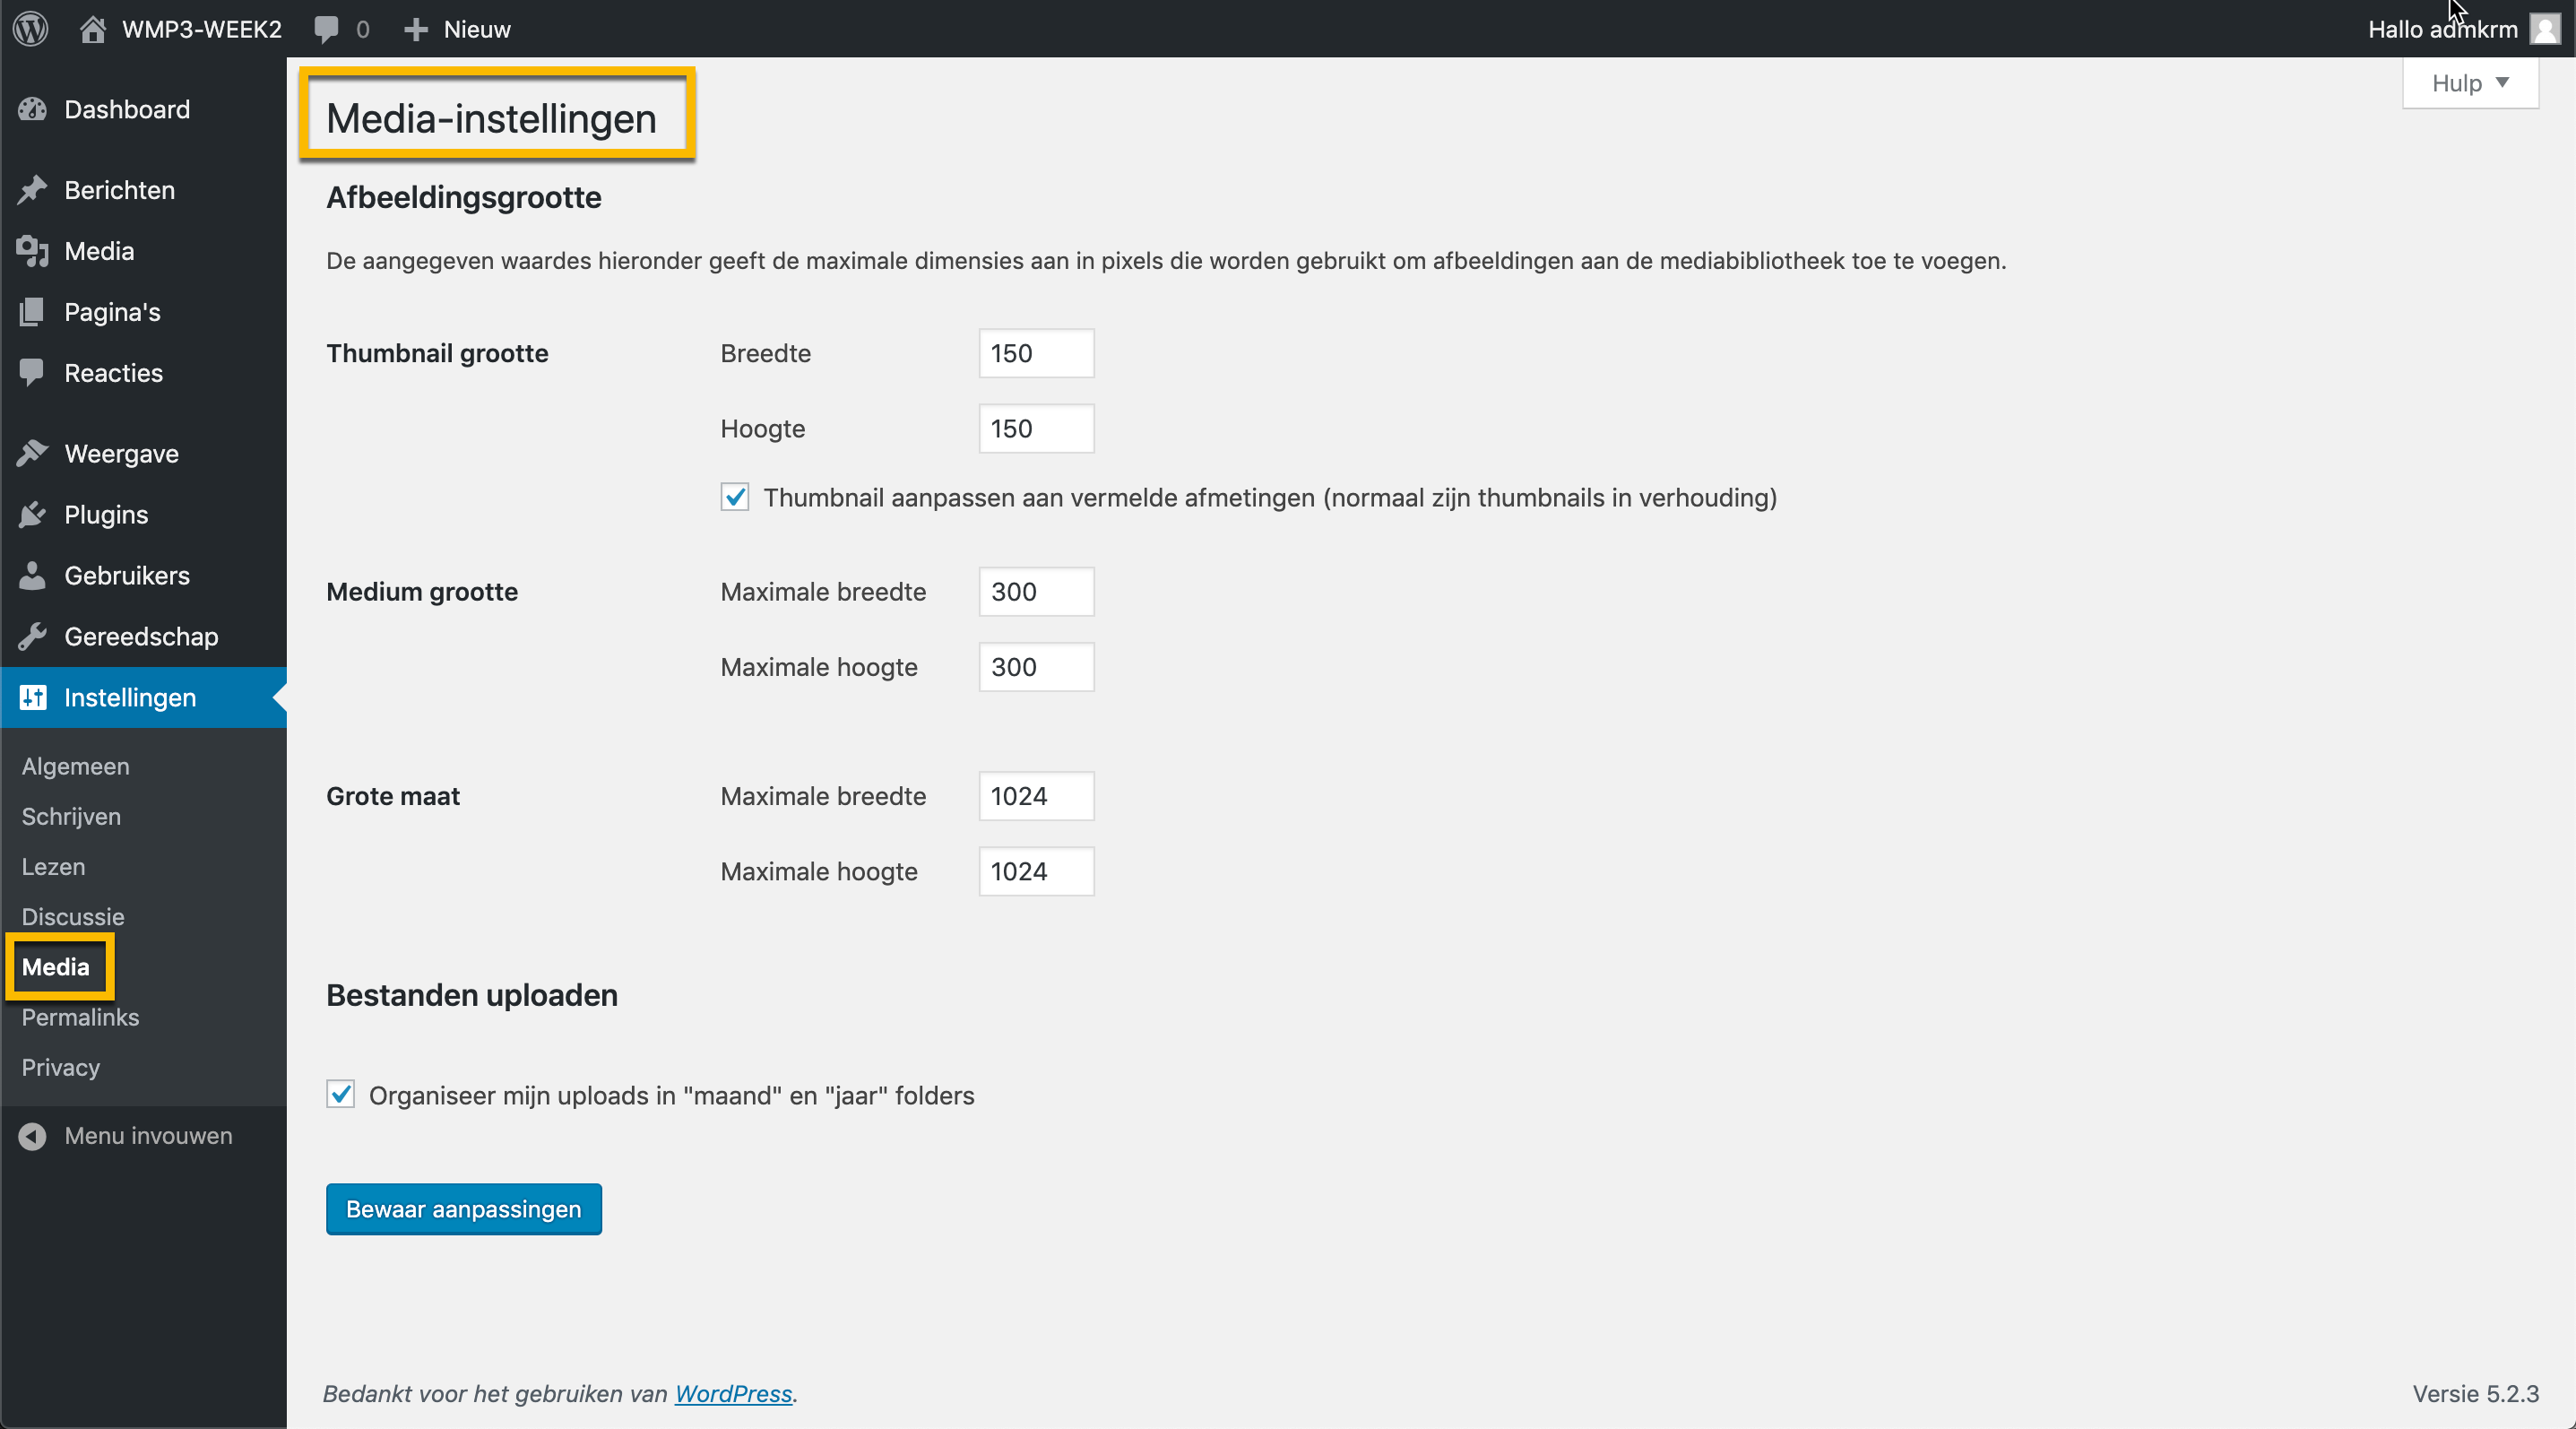 WMP3-WEEK2 0 Nieuw
Hallo admkrm
Dashboard
Berichten
Media
Pagina's
Reacties
Weergave
Plugins
Gebruikers
Gereedschap
Instellingen
Algemeen
Schrijven
Lezen
Discussie
Media
Permalinks
Privacy
Menu invouwen
Hulp
Media-instellingen
Afbeeldingsgrootte
De aangegeven waardes hieronder geeft de maximale dimensies aan in pixels die worden gebruikt om afbeeldingen aan de mediabibliotheek toe te voegen.
Thumbnail grootte Breedte 150
Hoogte 150
Thumbnail aanpassen aan vermelde afmetingen (normaal zijn thumbnails in verhouding)
Medium grootte Maximale breedte 300
Maximale hoogte 300
Grote maat Maximale breedte 1024
Maximale hoogte 1024
Bestanden uploaden
Organiseer mijn uploads in "maand" en "jaar" folders
Bewaar aanpassingen
Bedankt voor het gebruiken van WordPress.
Versie 5.2.3